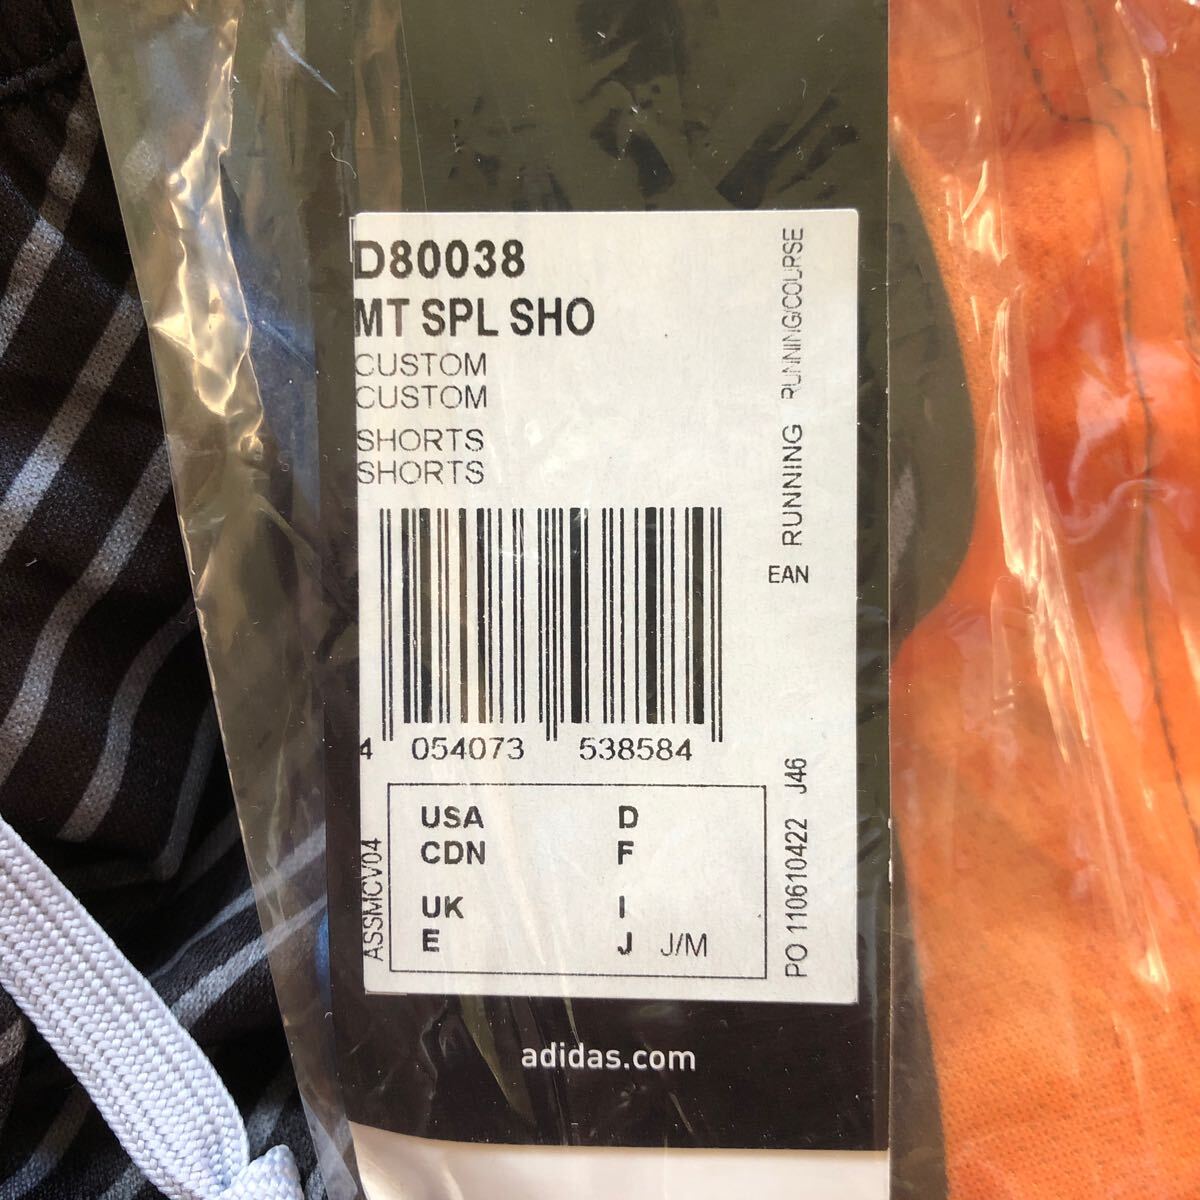 D80038
MT SPL SHO
CUSTOM
CUSTOM
SHORTS
SHORTS
RUNNING RUNNING/COURSE
EAN
4 054073 538584
USA D
CDN F
UK I
E J J/M
ASSMCV04
PO 110610422 J46
adidas.com